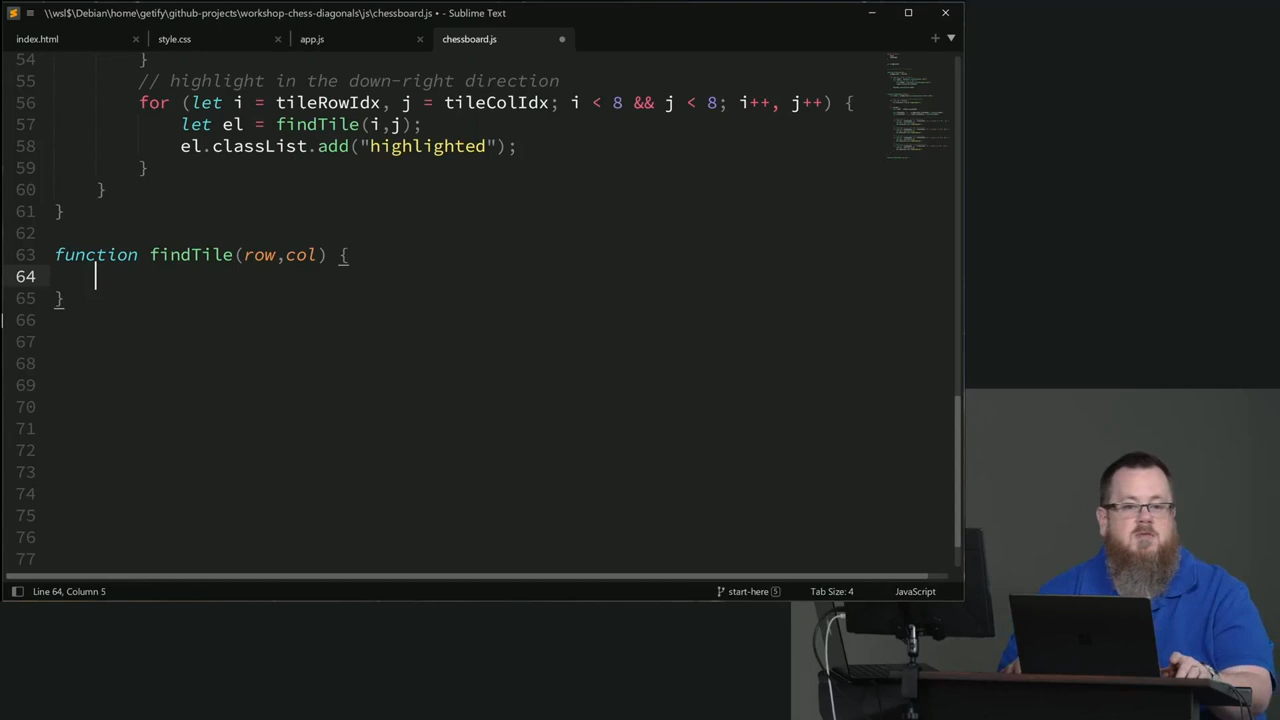 \\wsl$\Debian\home\getify\github-projects\workshop-chess-diagonals\js\chessboard.js • - Sublime Text
index.html
style.css
app.js
chessboard.js
54 }
55 // highlight in the down-right direction
56 for (let i = tileRowIdx, j = tileColIdx; i < 8 && j < 8; i++, j++) {
57 let el = findTile(i,j);
58 el.classList.add("highlighted");
59 }
60 }
61 }
62
63 function findTile(row,col) {
64
65 }
66
67
68
69
70
71
72
73
74
75
76
77
Line 64, Column 5
start-here 5
Tab Size: 4
JavaScript